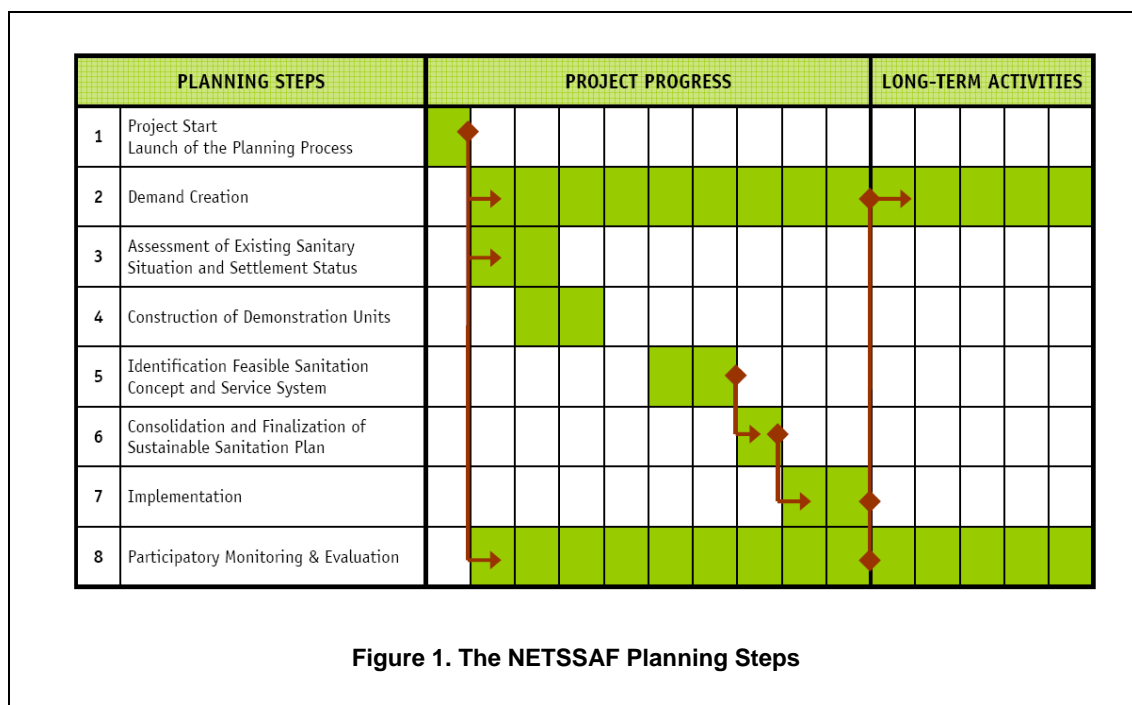 PLANNING STEPS
PROJECT PROGRESS
LONG-TERM ACTIVITIES
1
Project Start
Launch of the Planning Process
2
Demand Creation
3
Assessment of Existing Sanitary
Situation and Settlement Status
4
Construction of Demonstration Units
5
Identification Feasible Sanitation
Concept and Service System
6
Consolidation and Finalization of
Sustainable Sanitation Plan
7
Implementation
8
Participatory Monitoring & Evaluation
Figure 1. The NETSSAF Planning Steps